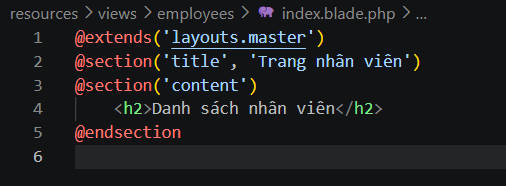 resources > views > employees > index.blade.php > ...
1 @extends('layouts.master')
2 @section('title', 'Trang nhân viên')
3 @section('content')
4     <h2>Danh sách nhân viên</h2>
5 @endsection
6